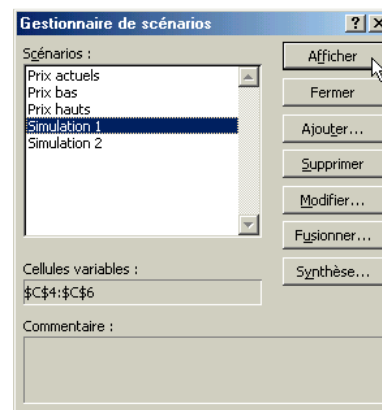 Gestionnaire de scénarios
Scénarios :
Prix actuels
Prix bas
Prix hauts
Simulation 1
Simulation 2
Afficher
Fermer
Ajouter...
Supprimer
Modifier...
Fusionner...
Synthèse...
Cellules variables :
$C$4:$C$6
Commentaire :